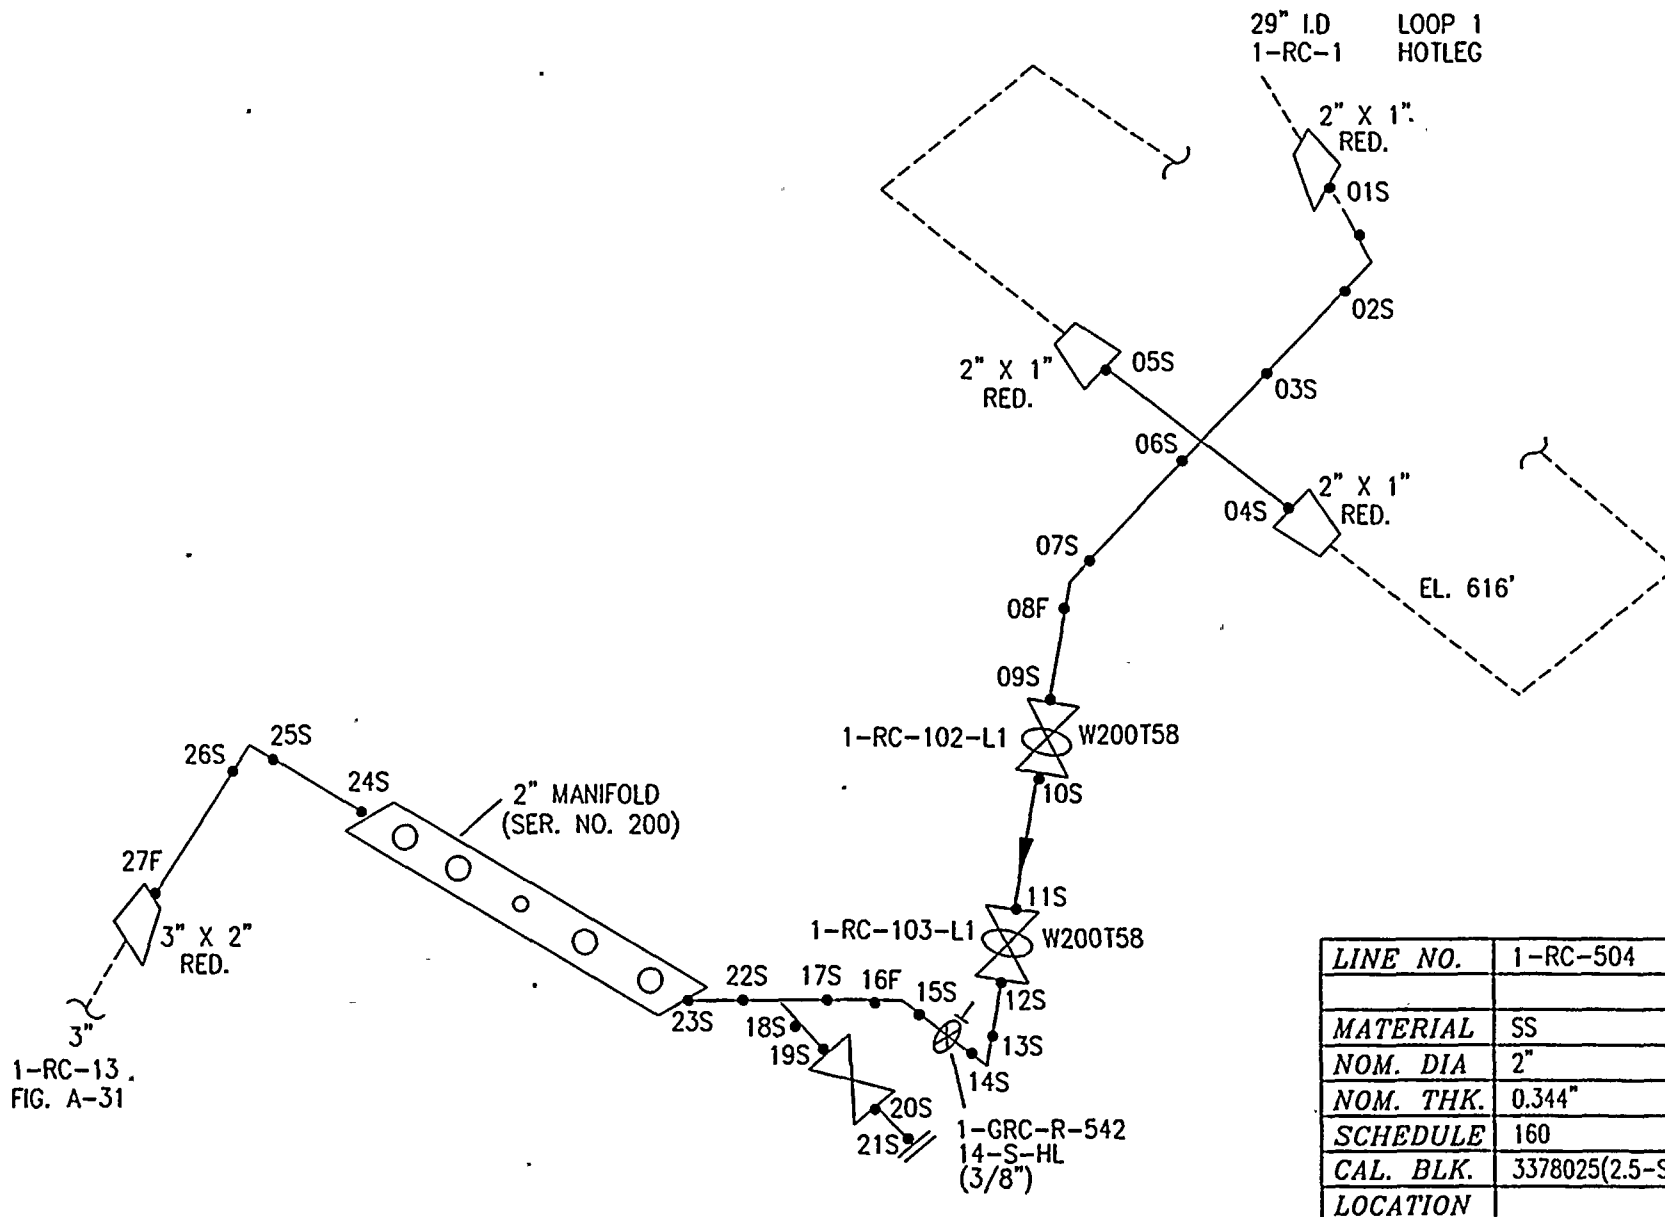 29" I.D LOOP 1
1-RC-1 HOTLEG
2" X 1"
RED.
01S
02S
2" X 1"
RED.
05S
03S
06S
2" X 1"
RED.
04S
07S
EL. 616'
08F
09S
1-RC-102-L1
W200T58
10S
25S
26S
24S
2" MANIFOLD
(SER. NO. 200)
27F
3" X 2"
RED.
3"
1-RC-13
FIG. A-31
11S
1-RC-103-L1
W200T58
12S
13S
14S
15S
16F
17S
22S
23S
18S
19S
20S
21S
1-GRC-R-542
14-S-HL
(3/8")
LINE NO. 1-RC-504
MATERIAL SS
NOM. DIA 2"
NOM. THK. 0.344"
SCHEDULE 160
CAL. BLK. 3378025(2.5-S
LOCATION